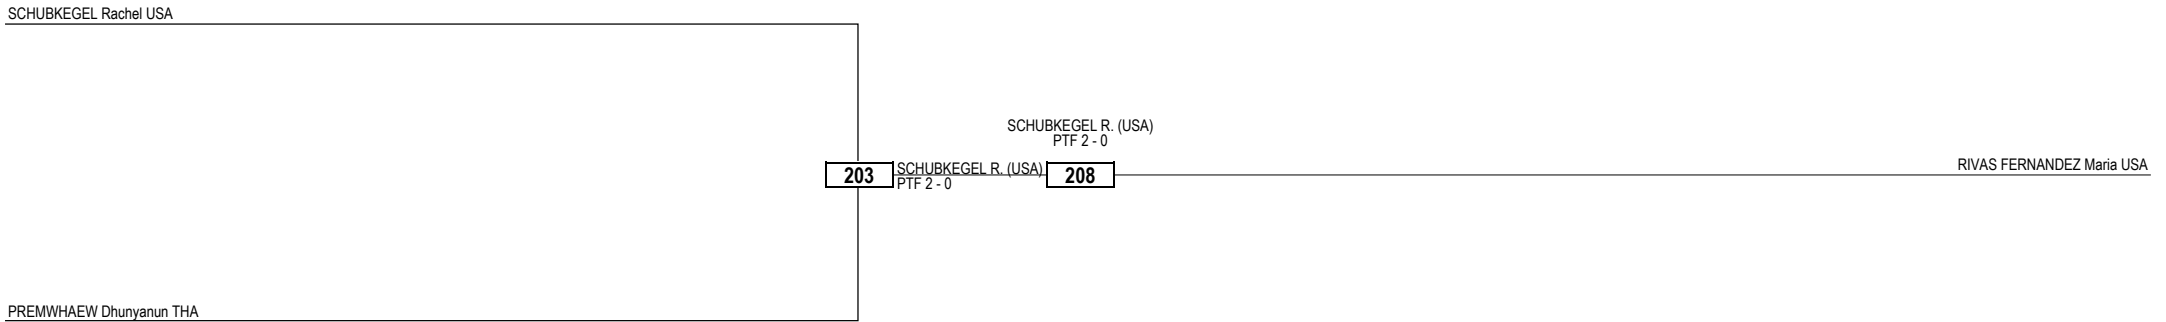 SCHUBKEGEL Rachel USA
SCHUBKEGEL R. (USA)
PTF 2 - 0
203
SCHUBKEGEL R. (USA)
PTF 2 - 0
208
RIVAS FERNANDEZ Maria USA
PREMWHAEW Dhunyanun THA